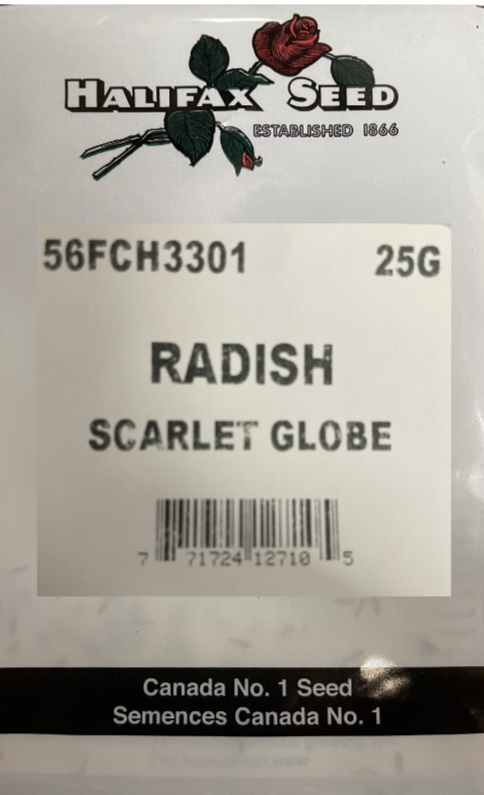 HALIFAX SEED
ESTABLISHED 1866
56FCH3301 25G
RADISH
SCARLET GLOBE
7 71724 12710 5
Canada No. 1 Seed
Semences Canada No. 1